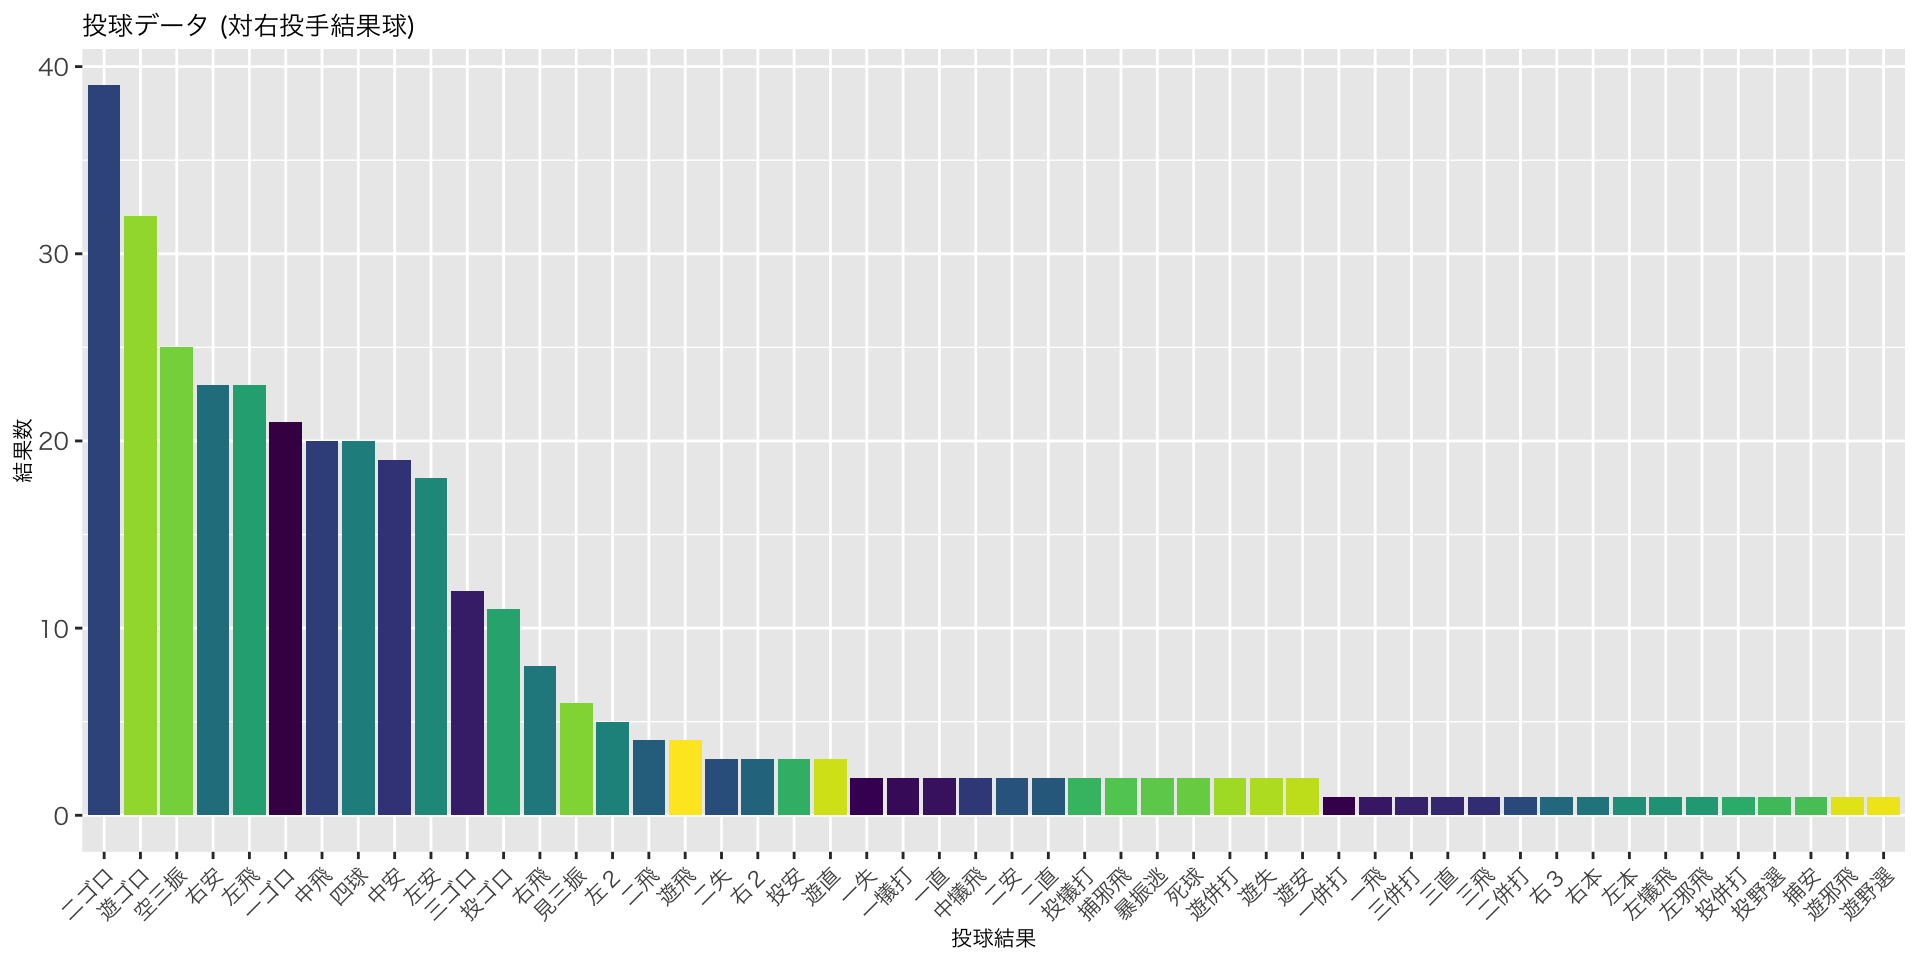 投球データ (対右投手結果球)
結果数
40
30
20
10
0
二ゴロ
遊ゴロ
空三振
右安
左飛
一ゴロ
中飛
四球
中安
左安
三ゴロ
投ゴロ
右飛
見三振
左２
二飛
遊飛
二失
右２
投安
遊直
一失
一犠打
一直
中犠飛
二安
二直
投犠打
捕邪飛
暴振逃
死球
遊併打
遊失
遊安
一併打
一飛
三併打
三直
三飛
二併打
右３
右本
左本
左犠飛
左邪飛
投併打
投野選
捕安
遊邪飛
遊野選
投球結果